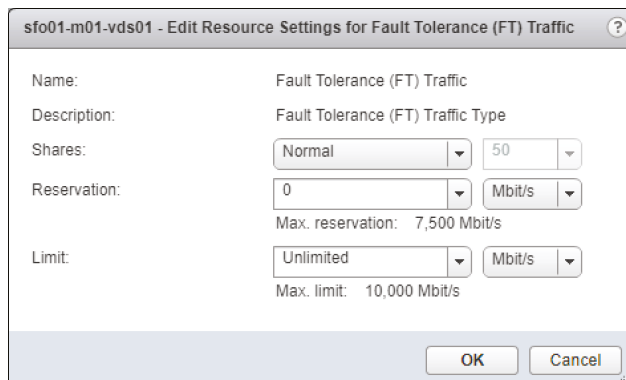 sfo01-m01-vds01 - Edit Resource Settings for Fault Tolerance (FT) Traffic ?
Name: Fault Tolerance (FT) Traffic
Description: Fault Tolerance (FT) Traffic Type
Shares: Normal 50
Reservation: 0 Mbit/s
Max. reservation: 7,500 Mbit/s
Limit: Unlimited Mbit/s
Max. limit: 10,000 Mbit/s
OK Cancel